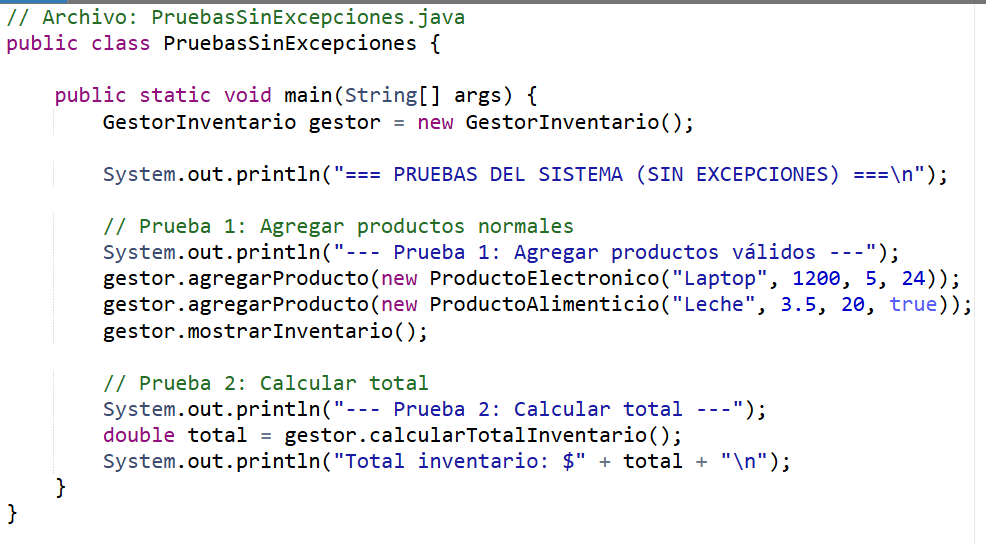 // Archivo: PruebasSinExcepciones.java
public class PruebasSinExcepciones {
    public static void main(String[] args) {
        GestorInventario gestor = new GestorInventario();
        System.out.println("=== PRUEBAS DEL SISTEMA (SIN EXCEPCIONES) ===\n");
        // Prueba 1: Agregar productos normales
        System.out.println("--- Prueba 1: Agregar productos válidos ---");
        gestor.agregarProducto(new ProductoElectronico("Laptop", 1200, 5, 24));
        gestor.agregarProducto(new ProductoAlimenticio("Leche", 3.5, 20, true));
        gestor.mostrarInventario();
        // Prueba 2: Calcular total
        System.out.println("--- Prueba 2: Calcular total ---");
        double total = gestor.calcularTotalInventario();
        System.out.println("Total inventario: $" + total + "\n");
    }
}